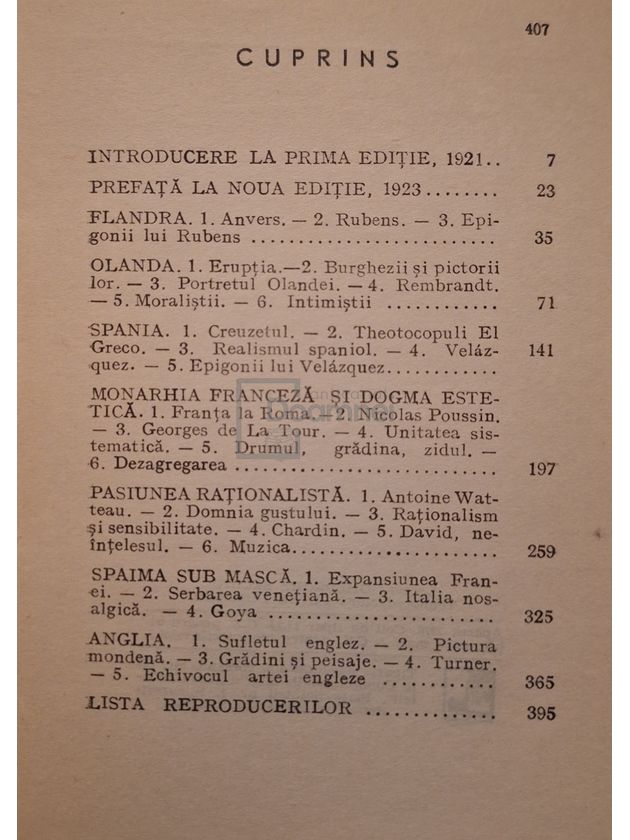 407
CUPRINS
INTRODUCERE LA PRIMA EDIȚIE, 1921.. 7
PREFAȚĂ LA NOUA EDIȚIE, 1923........ 23
FLANDRA. 1. Anvers. — 2. Rubens. — 3. Epi-
gonii lui Rubens .......................... 35
OLANDA. 1. Erupția.—2. Burghezii și pictorii
lor. — 3. Portretul Olandei. — 4. Rembrandt.
— 5. Moraliștii. — 6. Intimiștii ............ 71
SPANIA. 1. Creuzetul. — 2. Theotocopuli El
Greco. — 3. Realismul spaniol. — 4. Veláz- 141
quez. — 5. Epigonii lui Velázquez............
MONARHIA FRANCEZĂ ȘI DOGMA ESTE-
TICĂ. 1. Franța la Roma.—2. Nicolas Poussin.
— 3. Georges de La Tour. — 4. Unitatea sis-
tematică. — 5. Drumul, grădina, zidul. —
6. Dezagregarea ............................ 197
PASIUNEA RAȚIONALISTĂ. 1. Antoine Wat-
teau. — 2. Domnia gustului. — 3. Raționalism
și sensibilitate. — 4. Chardin. — 5. David, ne-
înțelesul. — 6. Muzica...................... 259
SPAIMA SUB MASCĂ. 1. Expansiunea Fran-
ei. — 2. Serbarea venețiană. — 3. Italia nos-
algică. — 4. Goya ........................ 325
ANGLIA. 1. Sufletul englez. — 2. Pictura
mondenă. — 3. Grădini și peisaje. — 4. Turner.
— 5. Echivocul artei engleze ............ 365
LISTA REPRODUCERILOR .............. 395